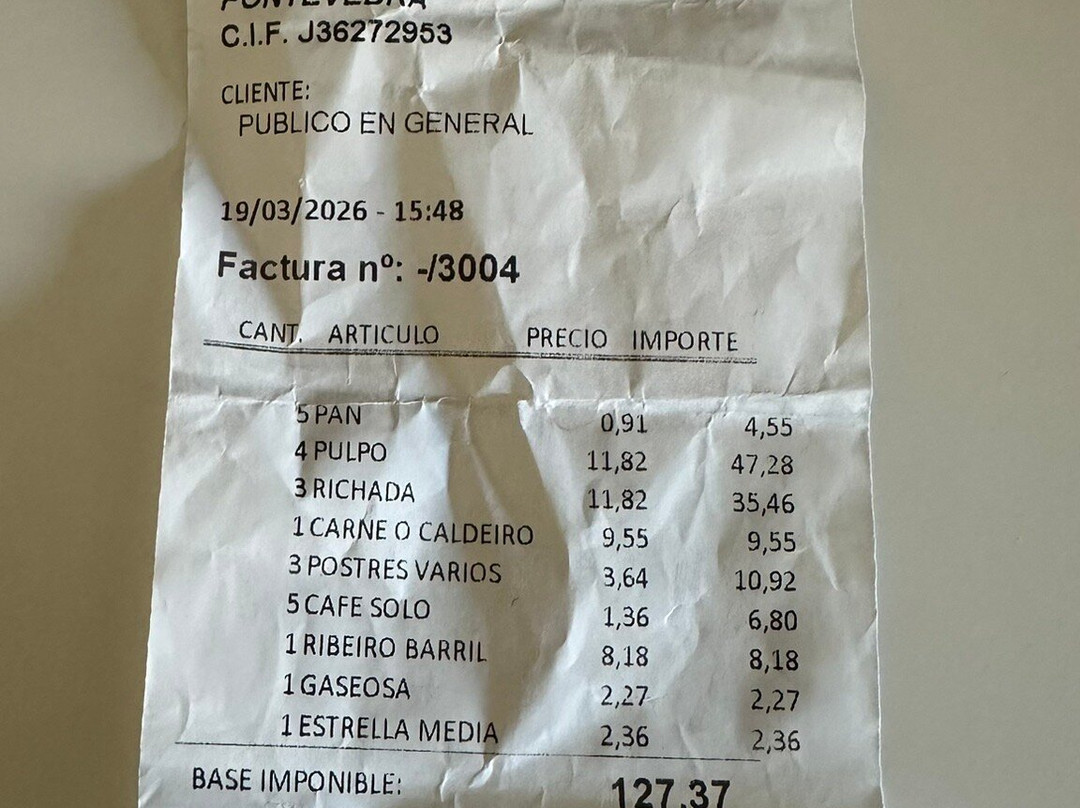 PONTEVEDRA
C.I.F. J36272953
CLIENTE:
PUBLICO EN GENERAL
19/03/2026 - 15:48
Factura nº: -/3004
CANT. ARTICULO PRECIO IMPORTE
5 PAN 0,91 4,55
4 PULPO 11,82 47,28
3 RICHADA 11,82 35,46
1 CARNE O CALDEIRO 9,55 9,55
3 POSTRES VARIOS 3,64 10,92
5 CAFE SOLO 1,36 6,80
1 RIBEIRO BARRIL 8,18 8,18
1 GASEOSA 2,27 2,27
1 ESTRELLA MEDIA 2,36 2,36
BASE IMPONIBLE: 127,37